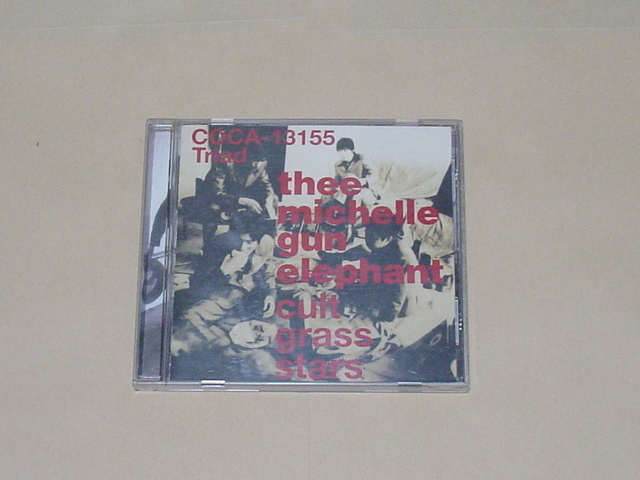 COCA-13155
Triad
thee
michelle
gun
elephant
cult
grass
stars